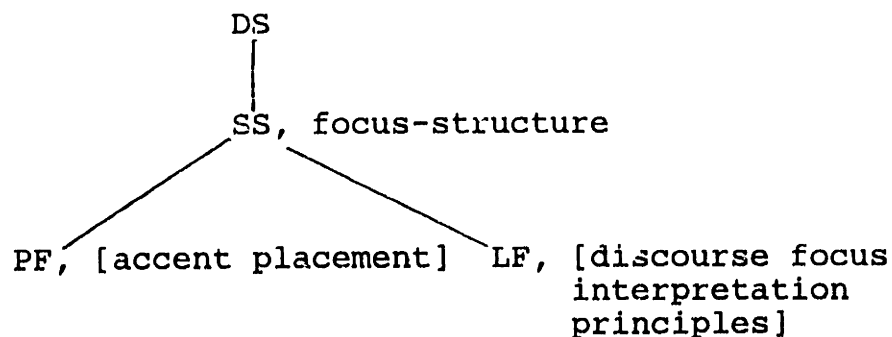 DS
SS, focus-structure
PF, [accent placement] LF, [discourse focus
interpretation
principles]